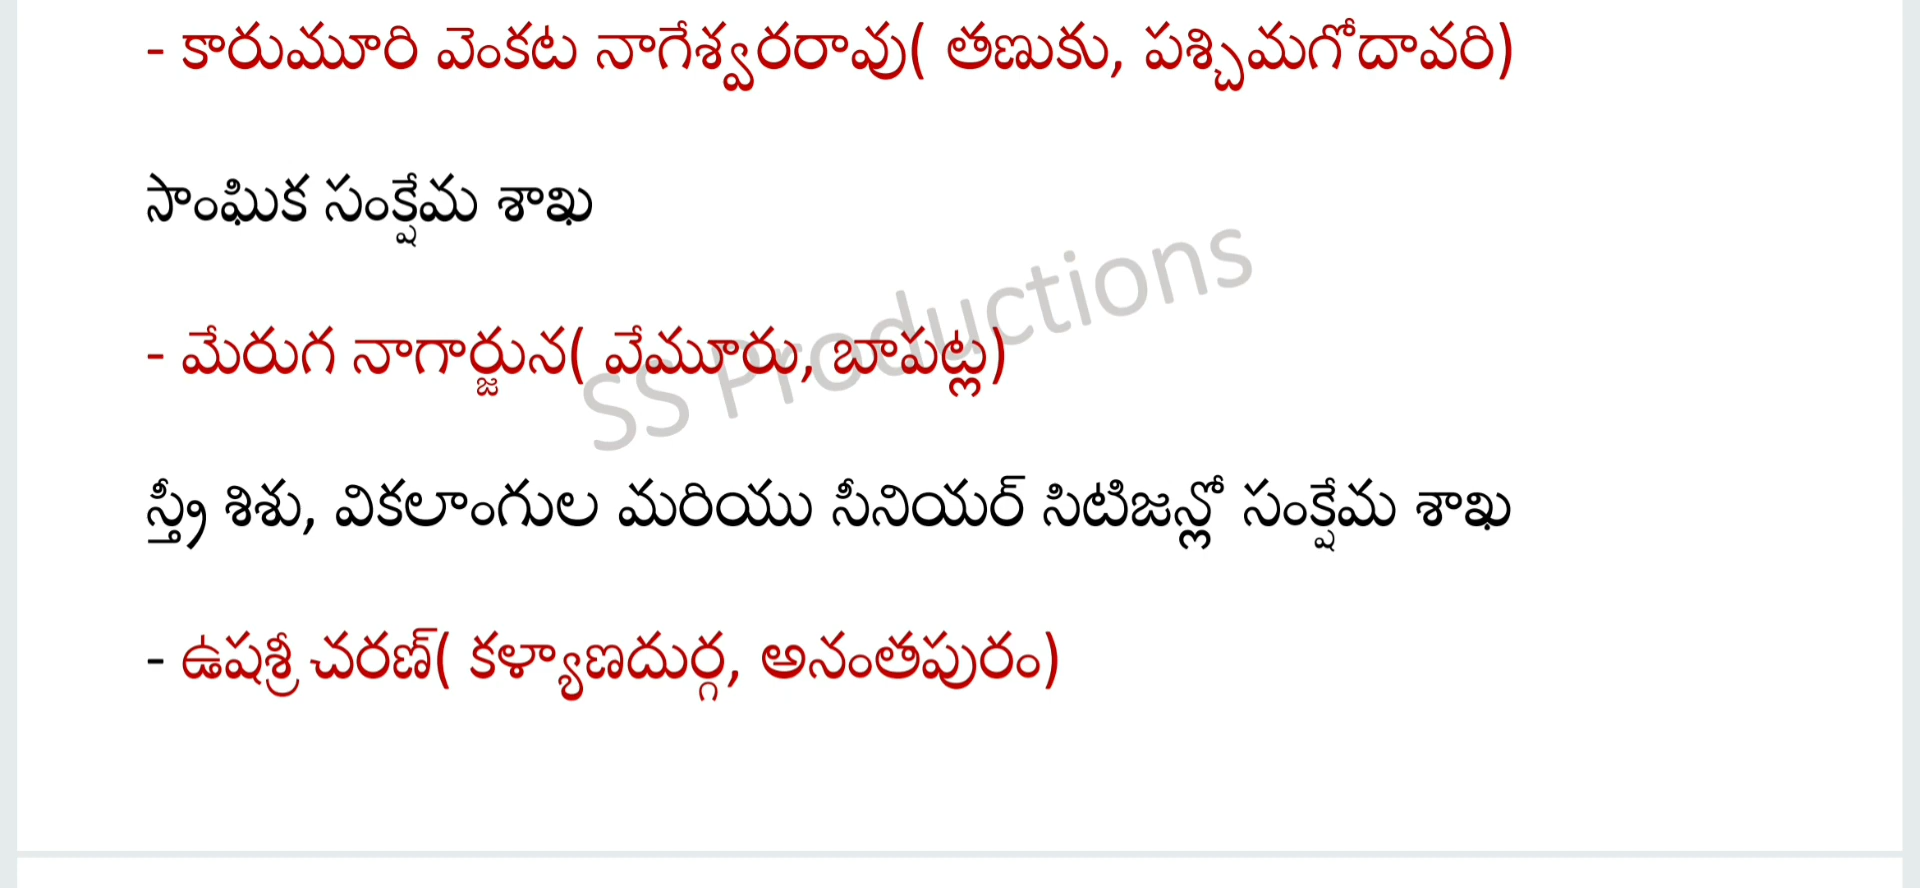 - కారుమూరి వెంకట నాగేశ్వరరావు( తణుకు, పశ్చిమగోదావరి)
సాంఘిక సంక్షేమ శాఖ
- మేరుగ నాగార్జున( వేమూరు, బాపట్ల)
SS Productions
స్త్రీ శిశు, వికలాంగుల మరియు సీనియర్ సిటిజన్లో సంక్షేమ శాఖ
- ఉషశ్రీ చరణ్( కళ్యాణదుర్గ, అనంతపురం)